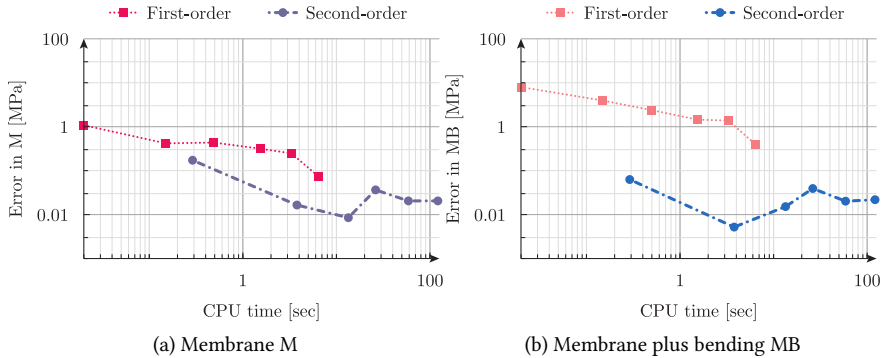 First-order
Second-order
100
1
0.01
Error in M [MPa]
1
100
CPU time [sec]
(a) Membrane M
First-order
Second-order
100
1
0.01
Error in MB [MPa]
1
100
CPU time [sec]
(b) Membrane plus bending MB